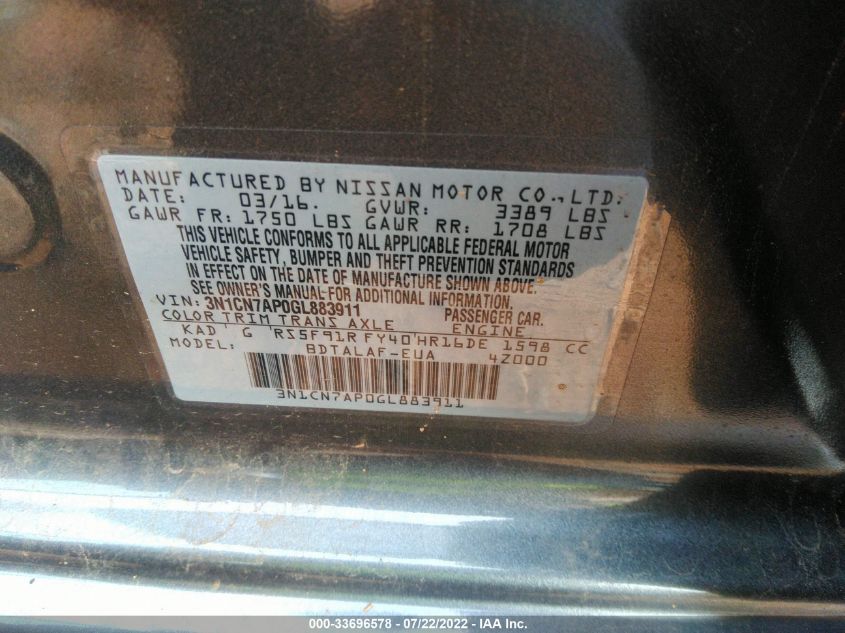 MANUFACTURED BY NISSAN MOTOR CO., LTD.
DATE: 03/16. GVWR: 3389 LBS
GAWR FR: 1750 LBS GAWR RR: 1708 LBS
THIS VEHICLE CONFORMS TO ALL APPLICABLE FEDERAL MOTOR
VEHICLE SAFETY, BUMPER AND THEFT PREVENTION STANDARDS
IN EFFECT ON THE DATE OF MANUFACTURE SHOWN ABOVE.
SEE OWNER'S MANUAL FOR ADDITIONAL INFORMATION.
VIN: 3N1CN7AP0GL883911 PASSENGER CAR.
COLOR TRIM TRANS AXLE ENGINE
KAD G RS5F91R FY40 HR16DE 1598 CC
MODEL: BDTALAF-EUA 4Z000
3N1CN7AP0GL883911
000-33696578 - 07/22/2022 - IAA Inc.